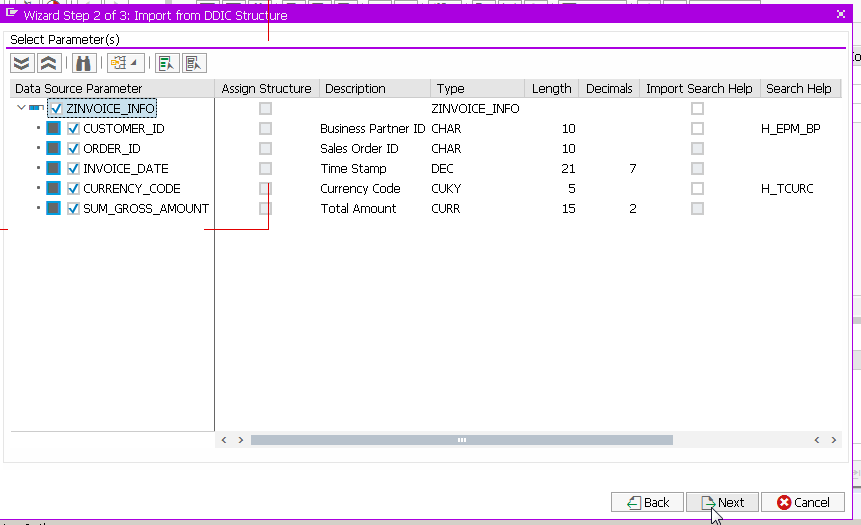 Wizard Step 2 of 3: Import from DDIC Structure
Select Parameter(s)
Data Source Parameter Assign Structure Description Type Length Decimals Import Search Help Search Help
ZINVOICE_INFO ZINVOICE_INFO
CUSTOMER_ID Business Partner ID CHAR 10 H_EPM_BP
ORDER_ID Sales Order ID CHAR 10
INVOICE_DATE Time Stamp DEC 21 7
CURRENCY_CODE Currency Code CUKY 5 H_TCURC
SUM_GROSS_AMOUNT Total Amount CURR 15 2
Back Next Cancel